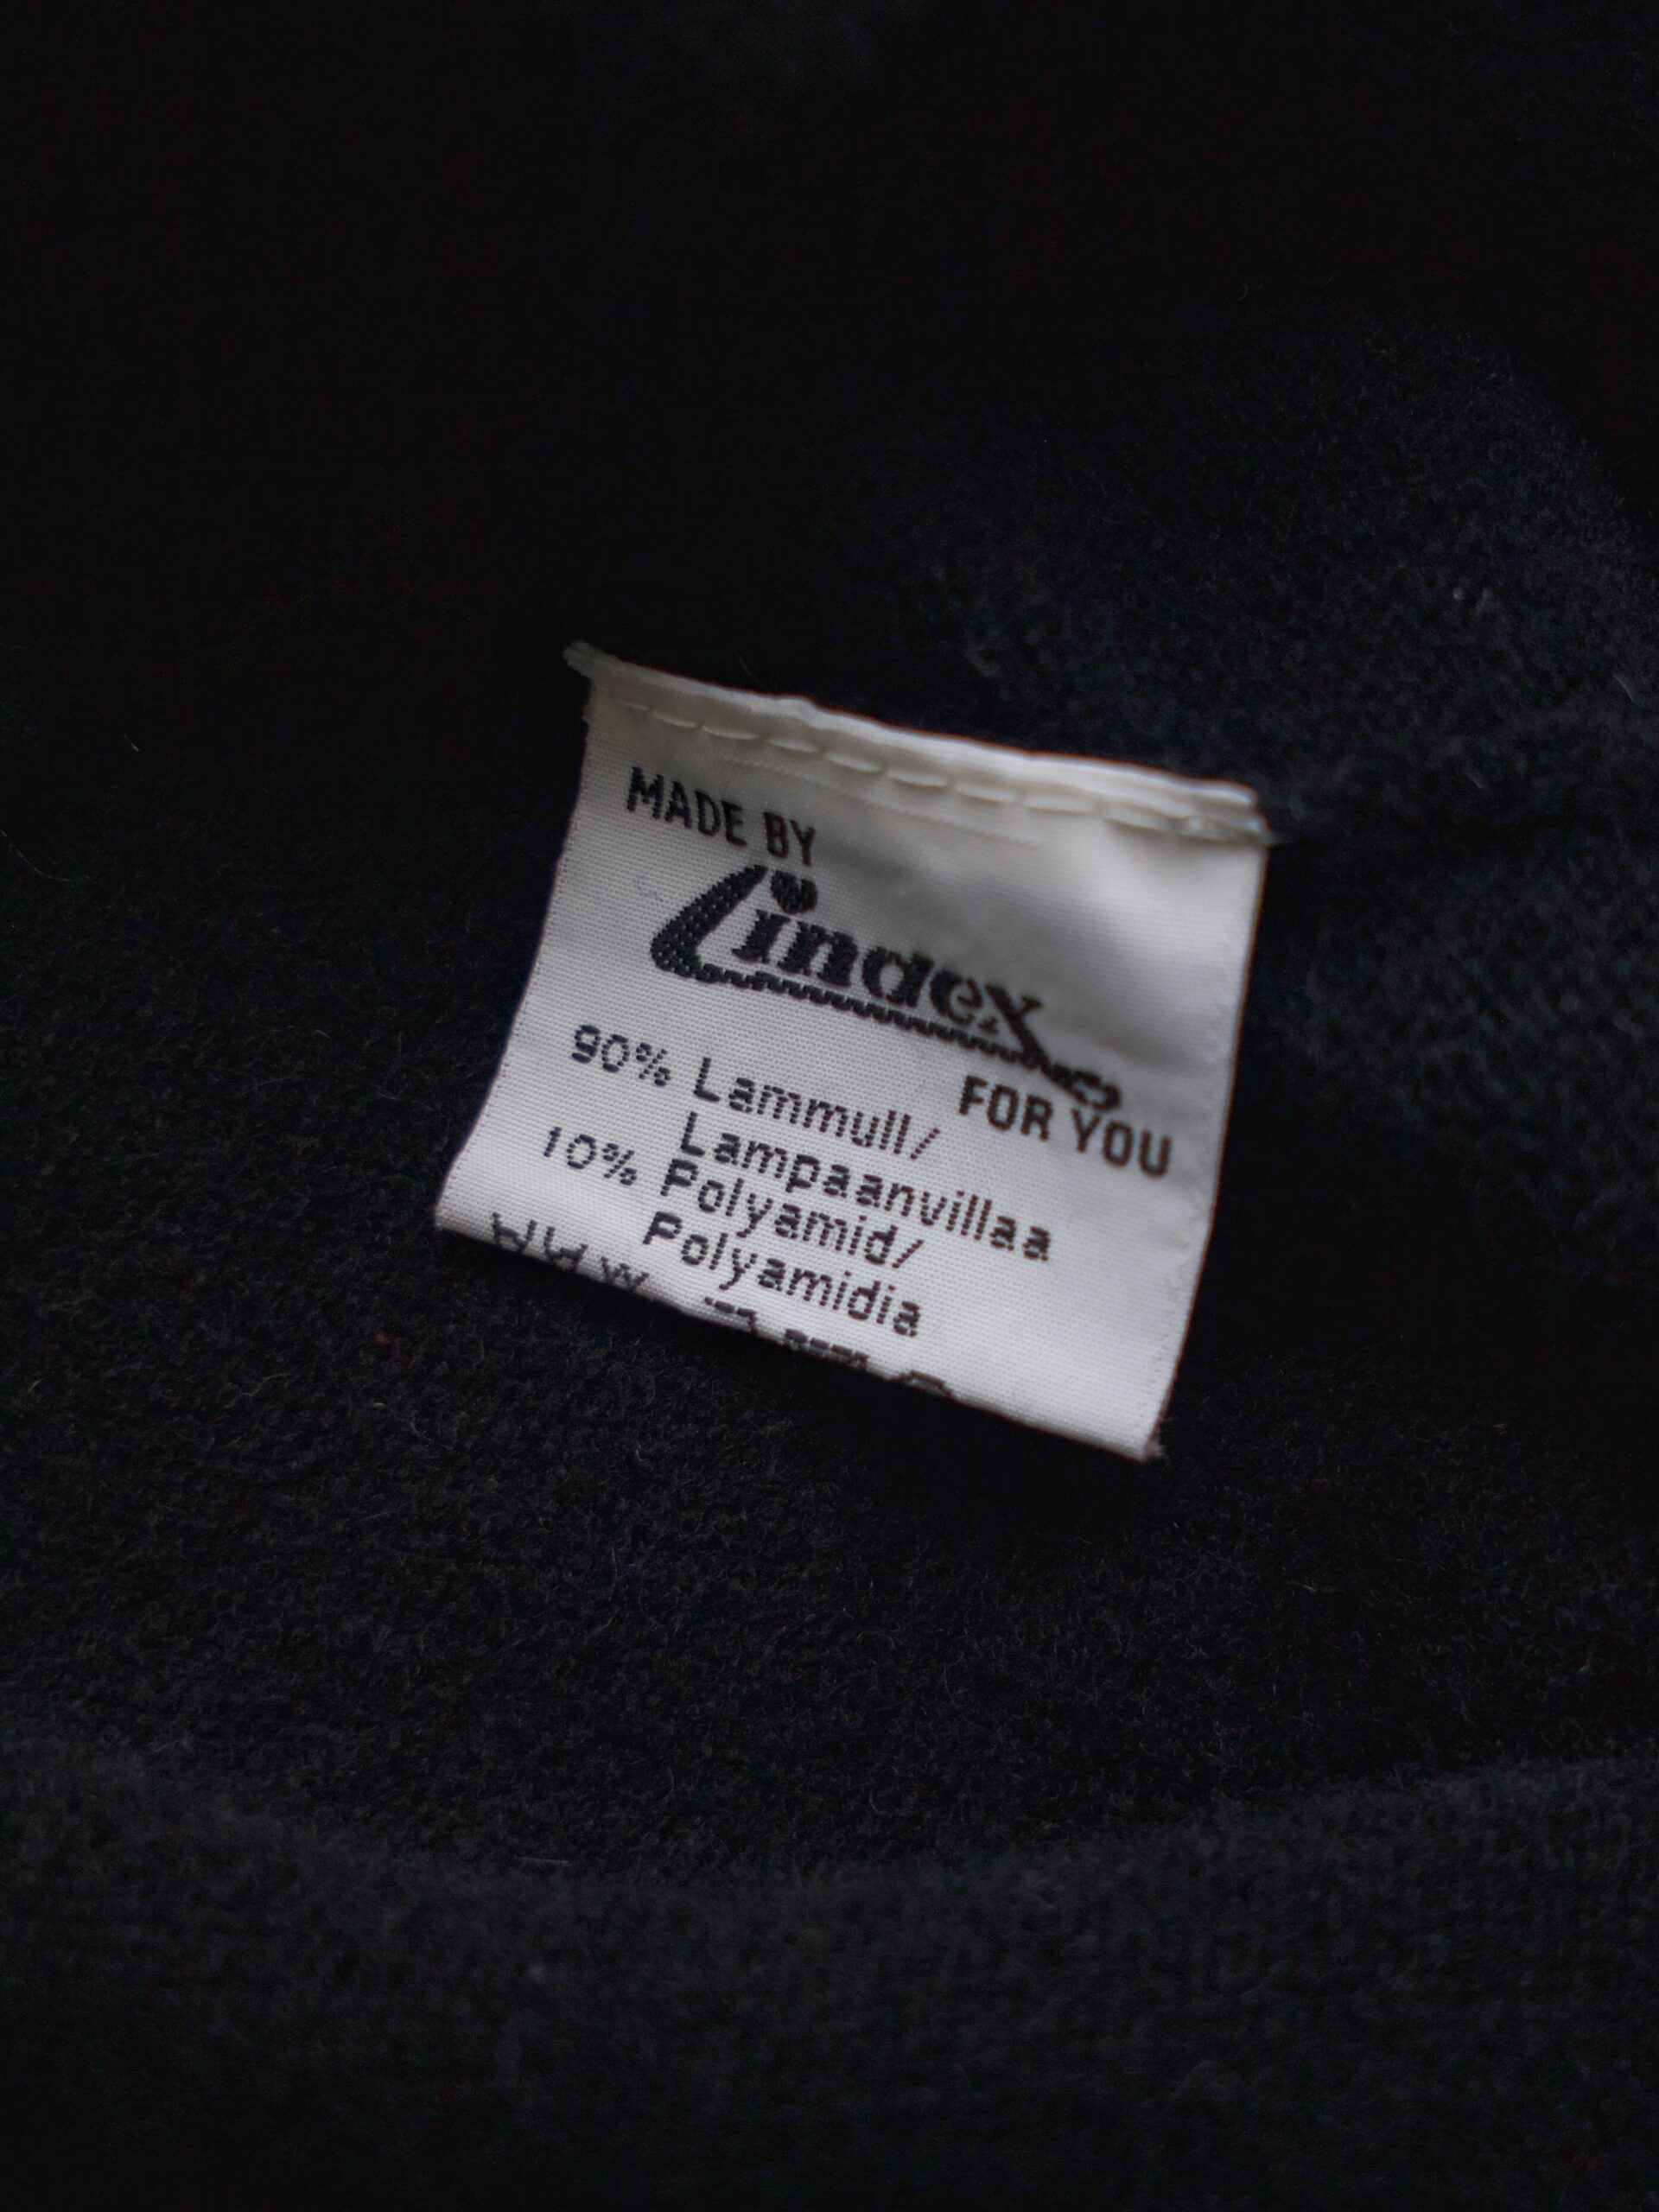 MADE BY
Lindex
FOR YOU
90% Lammull/
Lampaanvillaa
10% Polyamid/
Polyamidia